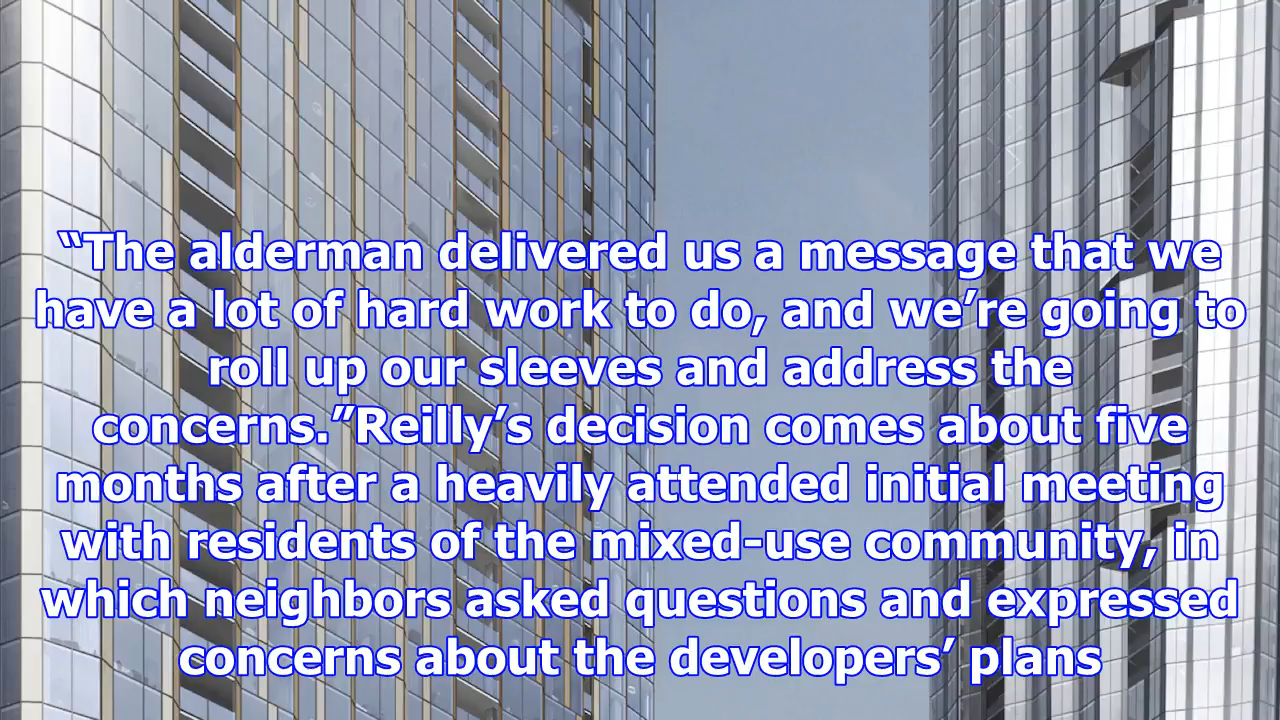 “The alderman delivered us a message that we
have a lot of hard work to do, and we’re going to
roll up our sleeves and address the
concerns.”Reilly’s decision comes about five
months after a heavily attended initial meeting
with residents of the mixed-use community, in
which neighbors asked questions and expressed
concerns about the developers’ plans